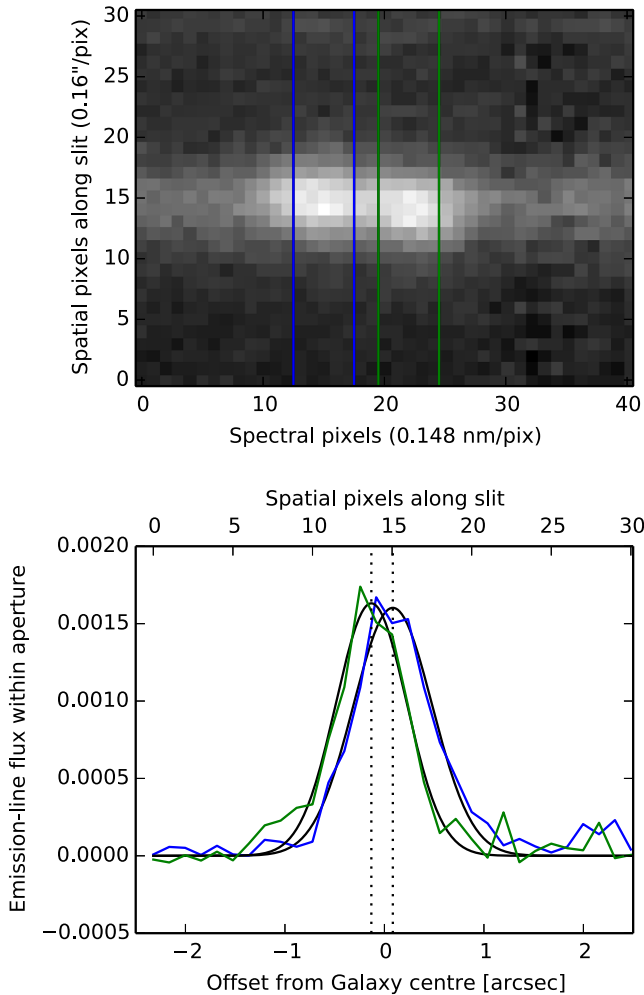 30
25
20
15
10
5
0
Spatial pixels along slit (0.16"/pix)
0 10 20 30 40
Spectral pixels (0.148 nm/pix)
Spatial pixels along slit
0 5 10 15 20 25 30
0.0020
0.0015
0.0010
0.0005
0.0000
−0.0005
Emission-line flux within aperture
−2 −1 0 1 2
Offset from Galaxy centre [arcsec]